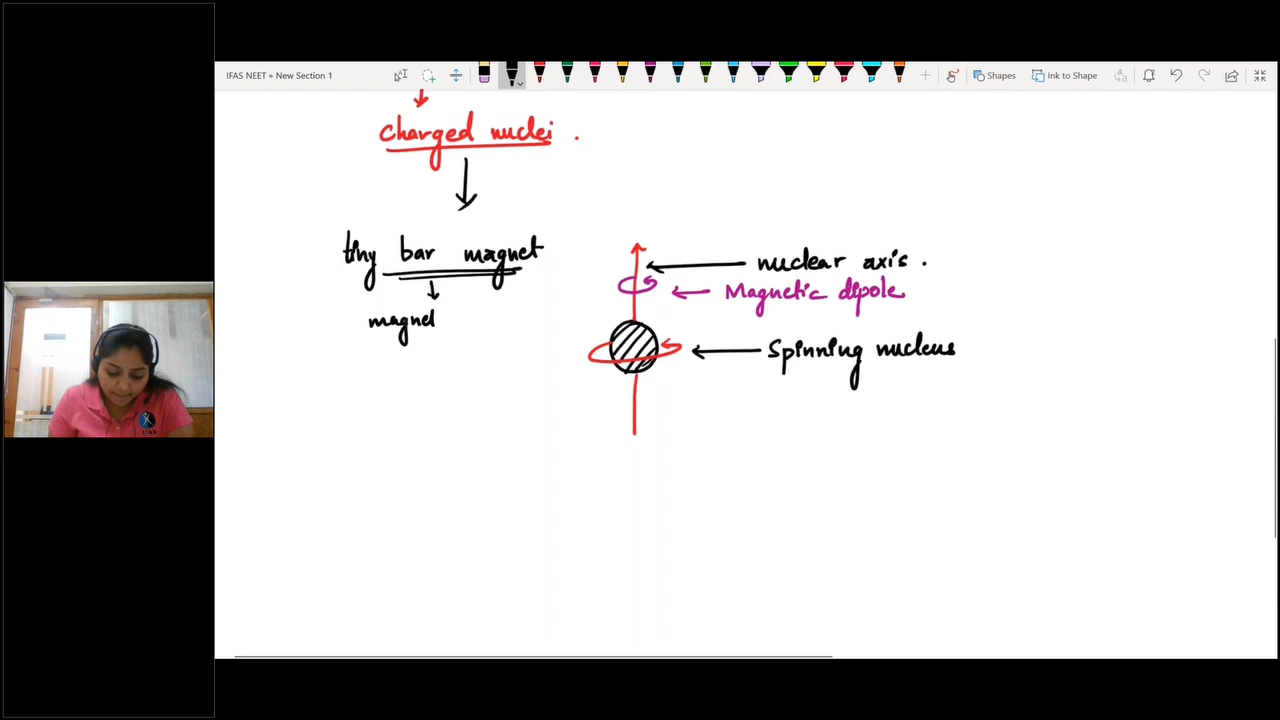 IFAS NEET » New Section 1
Shapes
Ink to Shape
charged nuclei .
tiny bar magnet
magnet
nuclear axis .
Magnetic dipole
Spinning nucleus